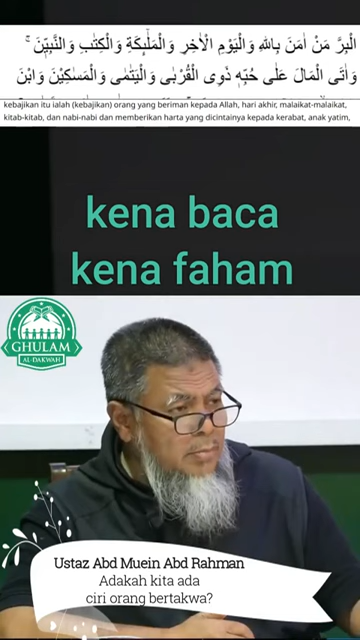 الْبِرَّ مَنْ اٰمَنَ بِاللّٰهِ وَالْيَوْمِ الْاٰخِرِ وَالْمَلٰۤىِٕكَةِ وَالْكِتٰبِ وَالنَّبِيّٖنَ ۚ
وَاٰتَى الْمَالَ عَلٰى حُبِّهٖ ذَوِى الْقُرْبٰى وَالْيَتٰمٰى وَالْمَسٰكِيْنَ وَابْنَ
kebajikan itu ialah (kebajikan) orang yang beriman kepada Allah, hari akhir, malaikat-malaikat,
kitab-kitab, dan nabi-nabi dan memberikan harta yang dicintainya kepada kerabat, anak yatim,
kena baca
kena faham
GHULAM
AL-DAKWAH
Ustaz Abd Muein Abd Rahman
Adakah kita ada
ciri orang bertakwa?